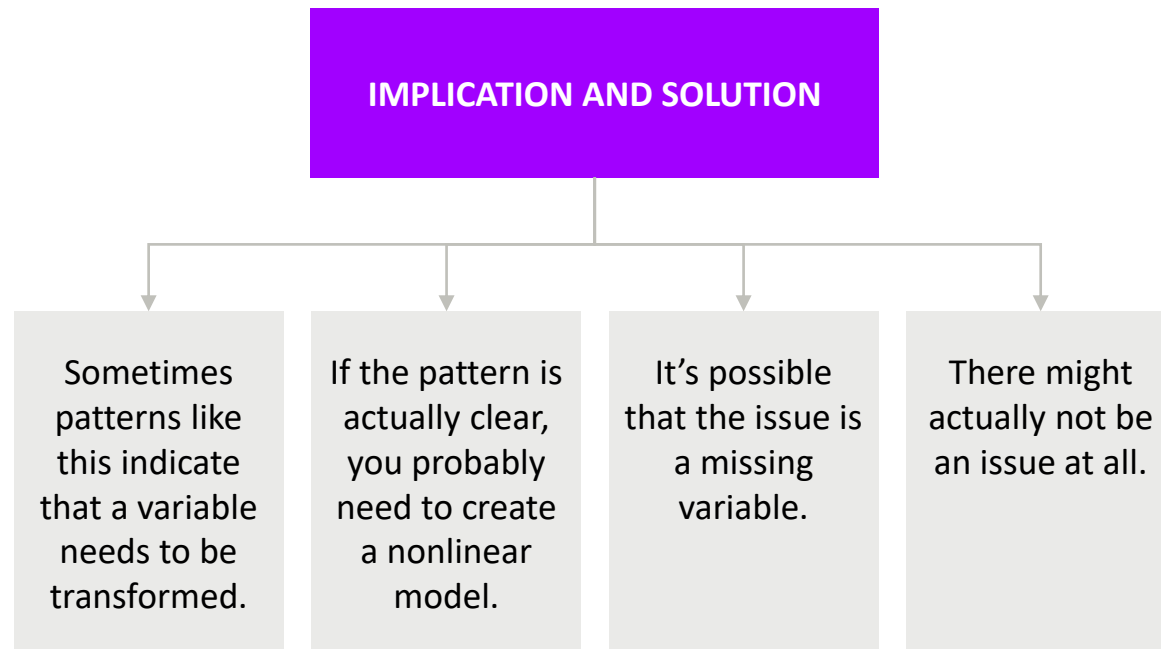 IMPLICATION AND SOLUTION
Sometimes
patterns like
this indicate
that a variable
needs to be
transformed.
If the pattern is
actually clear,
you probably
need to create
a nonlinear
model.
It’s possible
that the issue is
a missing
variable.
There might
actually not be
an issue at all.